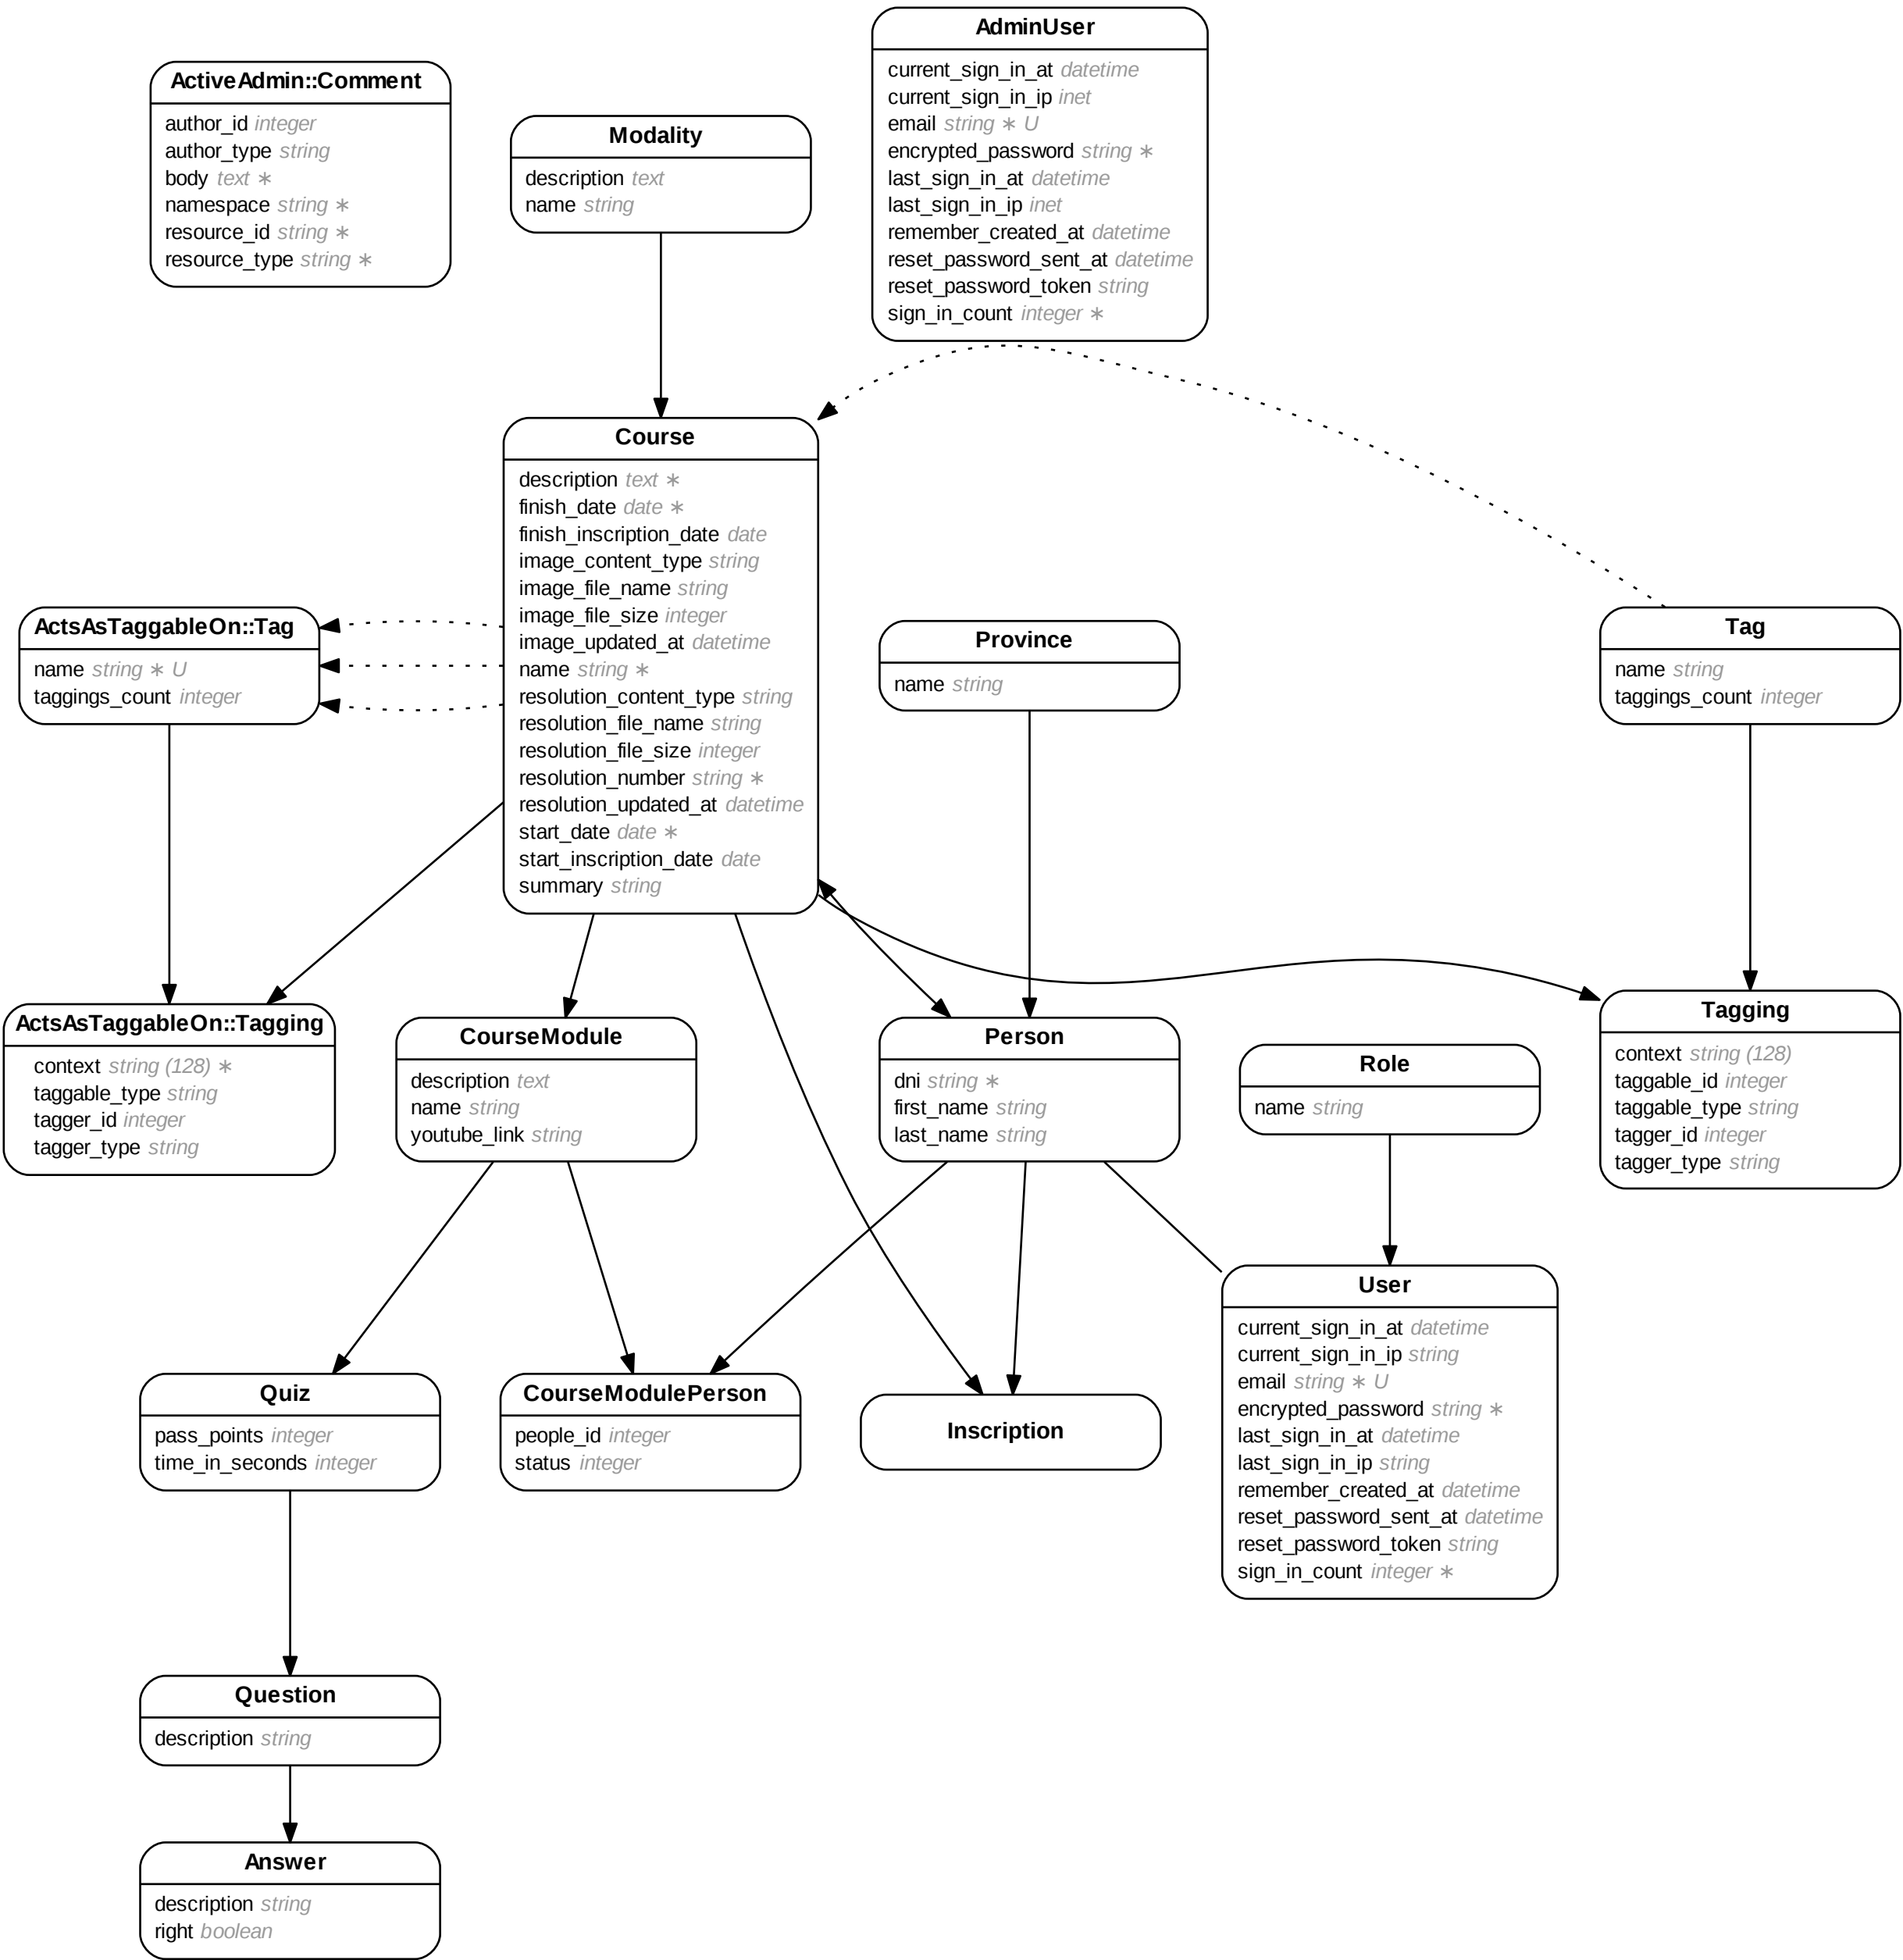 AdminUser
current_sign_in_at datetime
current_sign_in_ip inet
email string ∗ U
encrypted_password string ∗
last_sign_in_at datetime
last_sign_in_ip inet
remember_created_at datetime
reset_password_sent_at datetime
reset_password_token string
sign_in_count integer ∗
ActiveAdmin::Comment
author_id integer
author_type string
body text ∗
namespace string ∗
resource_id string ∗
resource_type string ∗
Modality
description text
name string
Course
description text ∗
finish_date date ∗
finish_inscription_date date
image_content_type string
image_file_name string
image_file_size integer
image_updated_at datetime
name string ∗
resolution_content_type string
resolution_file_name string
resolution_file_size integer
resolution_number string ∗
resolution_updated_at datetime
start_date date ∗
start_inscription_date date
summary string
ActsAsTaggableOn::Tag
name string ∗ U
taggings_count integer
Province
name string
Tag
name string
taggings_count integer
ActsAsTaggableOn::Tagging
context string (128) ∗
taggable_type string
tagger_id integer
tagger_type string
CourseModule
description text
name string
youtube_link string
Person
dni string ∗
first_name string
last_name string
Role
name string
Tagging
context string (128)
taggable_id integer
taggable_type string
tagger_id integer
tagger_type string
User
current_sign_in_at datetime
current_sign_in_ip string
email string ∗ U
encrypted_password string ∗
last_sign_in_at datetime
last_sign_in_ip string
remember_created_at datetime
reset_password_sent_at datetime
reset_password_token string
sign_in_count integer ∗
Quiz
pass_points integer
time_in_seconds integer
CourseModulePerson
people_id integer
status integer
Inscription
Question
description string
Answer
description string
right boolean